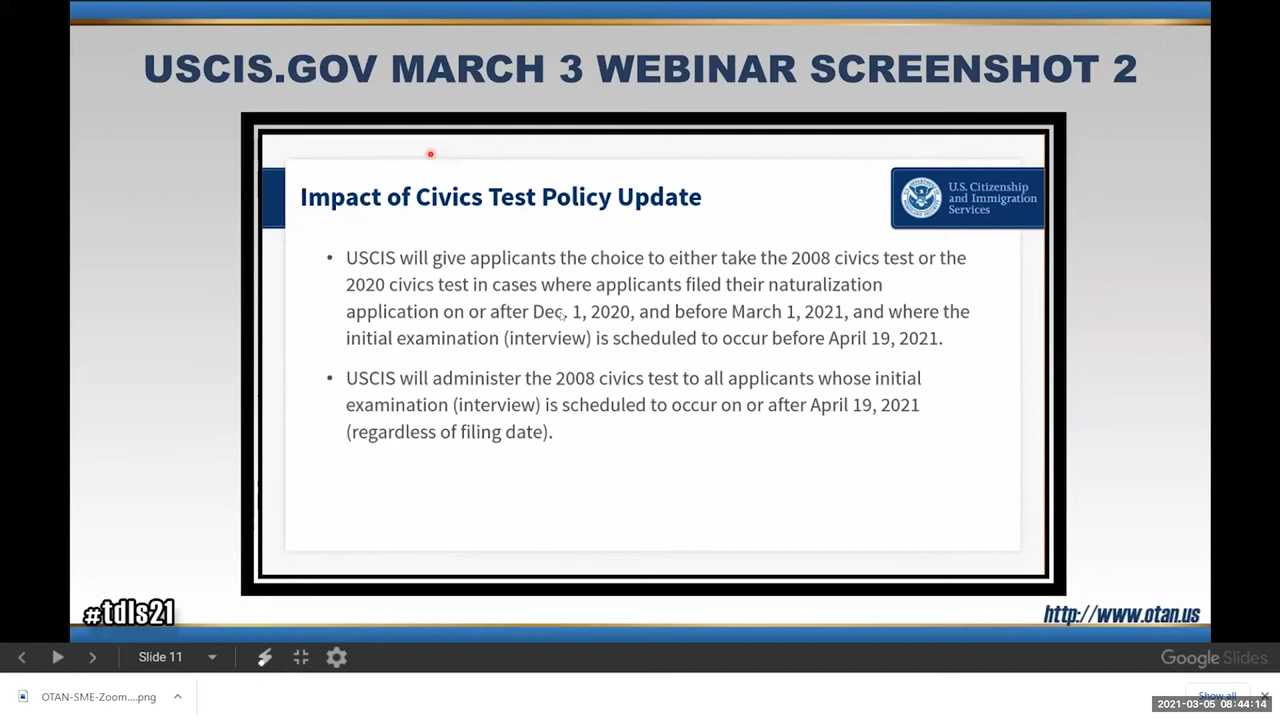 USCIS.GOV MARCH 3 WEBINAR SCREENSHOT 2
Impact of Civics Test Policy Update
U.S. Citizenship
and Immigration
Services
• USCIS will give applicants the choice to either take the 2008 civics test or the
2020 civics test in cases where applicants filed their naturalization
application on or after Dec. 1, 2020, and before March 1, 2021, and where the
initial examination (interview) is scheduled to occur before April 19, 2021.
• USCIS will administer the 2008 civics test to all applicants whose initial
examination (interview) is scheduled to occur on or after April 19, 2021
(regardless of filing date).
#tdls21
http://www.otan.us
Slide 11
Google Slides
OTAN-SME-Zoom....png
Show all
2021-03-05 08:44:14